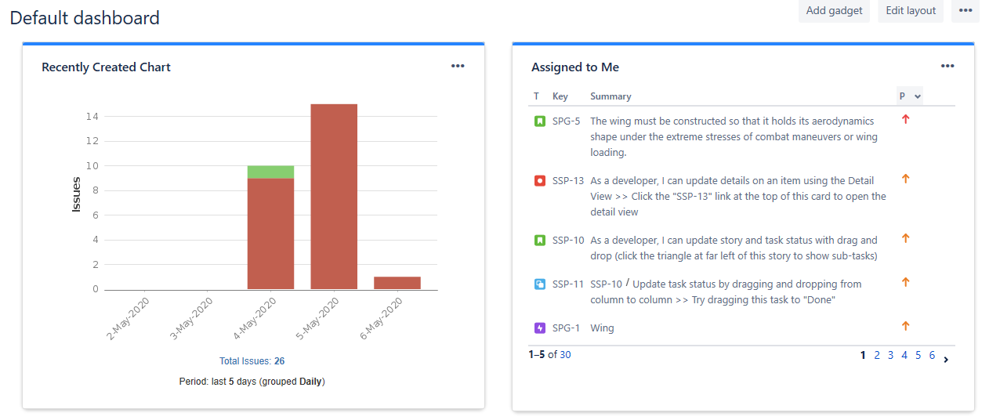 Default dashboard
Add gadget
Edit layout
Recently Created Chart
Issues
14
12
10
8
6
4
2
0
2-May-2020
3-May-2020
4-May-2020
5-May-2020
6-May-2020
Total Issues: 26
Period: last 5 days (grouped Daily)
Assigned to Me
T Key Summary P
SPG-5 The wing must be constructed so that it holds its aerodynamics
shape under the extreme stresses of combat maneuvers or wing
loading.
SSP-13 As a developer, I can update details on an item using the Detail
View >> Click the "SSP-13" link at the top of this card to open the
detail view
SSP-10 As a developer, I can update story and task status with drag and
drop (click the triangle at far left of this story to show sub-tasks)
SSP-11 SSP-10 / Update task status by dragging and dropping from
column to column >> Try dragging this task to "Done"
SPG-1 Wing
1–5 of 30
1 2 3 4 5 6